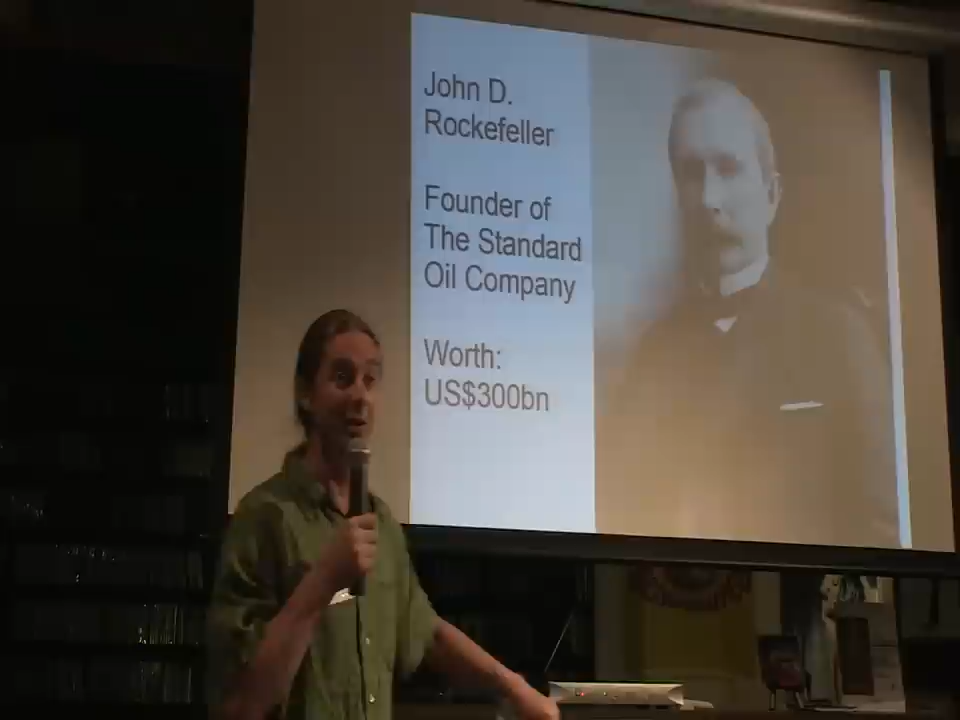 John D.
Rockefeller
Founder of
The Standard
Oil Company
Worth:
US$300bn